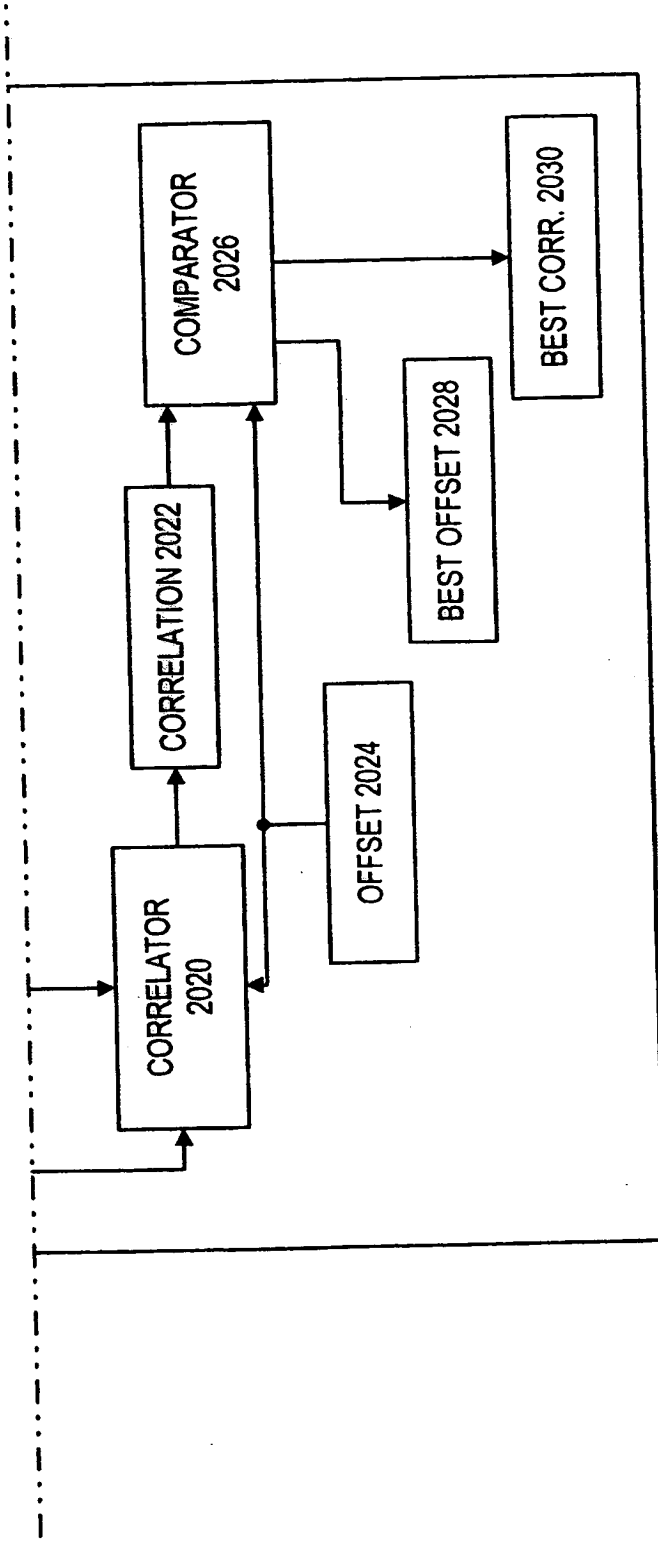 CORRELATOR
2020
CORRELATION 2022
COMPARATOR
2026
OFFSET 2024
BEST OFFSET 2028
BEST CORR. 2030